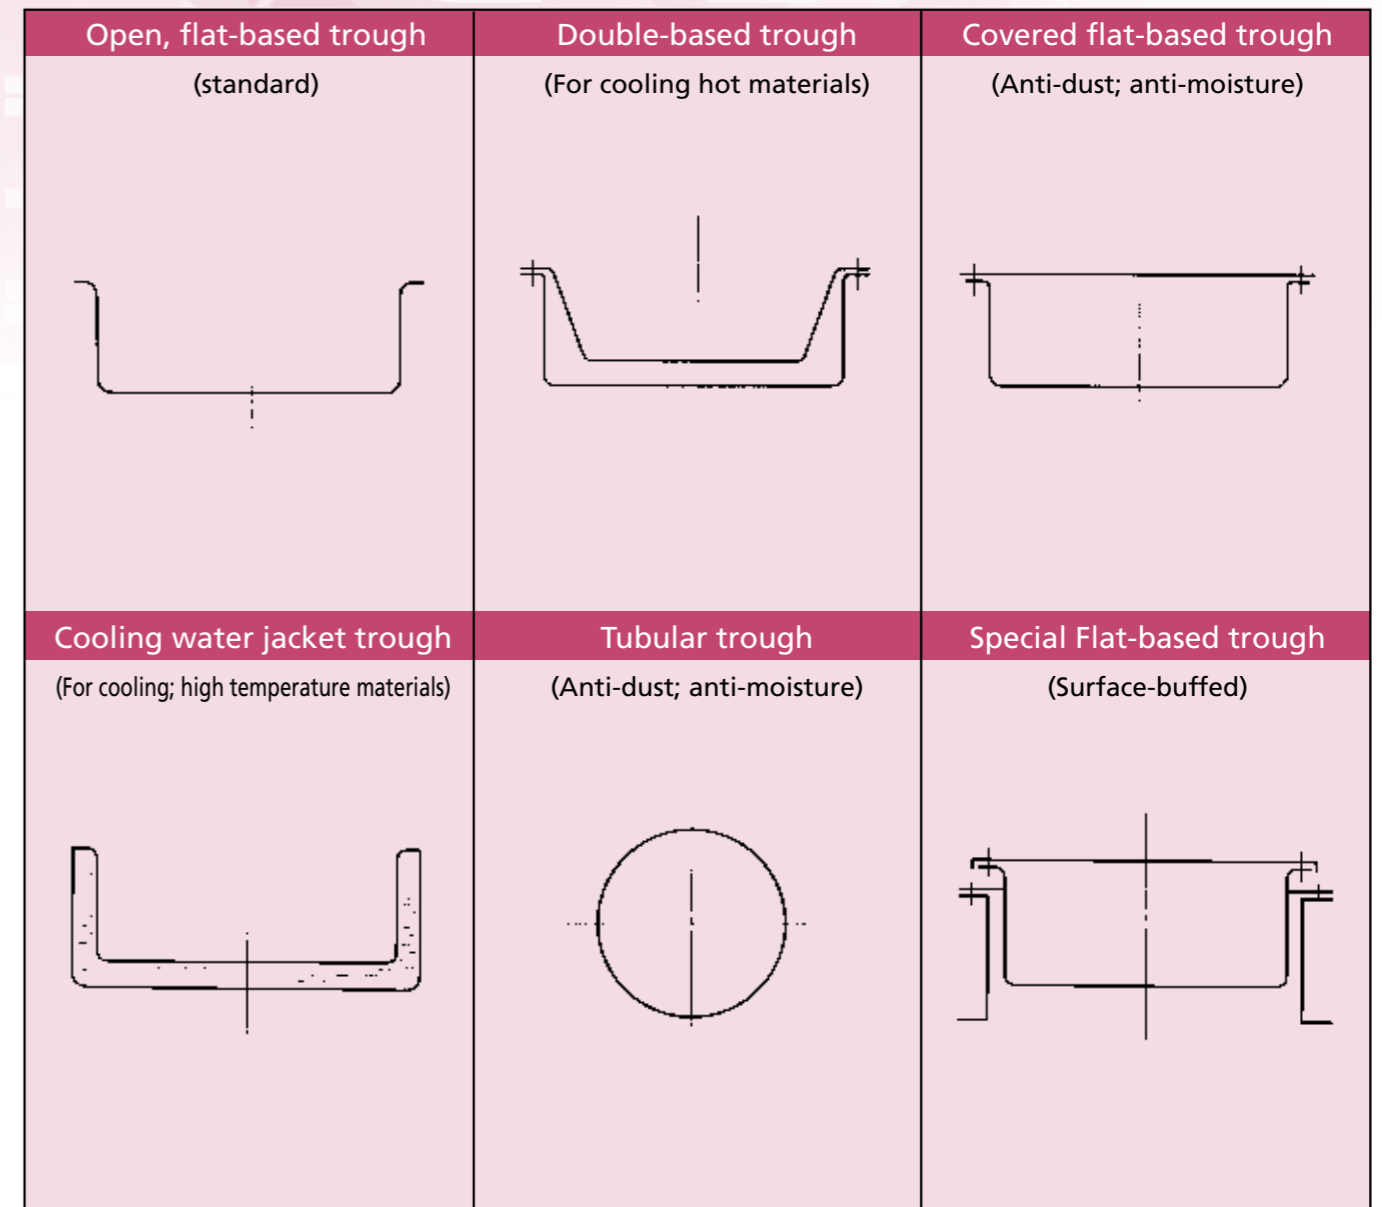 Open, flat-based trough
(standard)
Double-based trough
(For cooling hot materials)
Covered flat-based trough
(Anti-dust; anti-moisture)
Cooling water jacket trough
(For cooling; high temperature materials)
Tubular trough
(Anti-dust; anti-moisture)
Special Flat-based trough
(Surface-buffed)